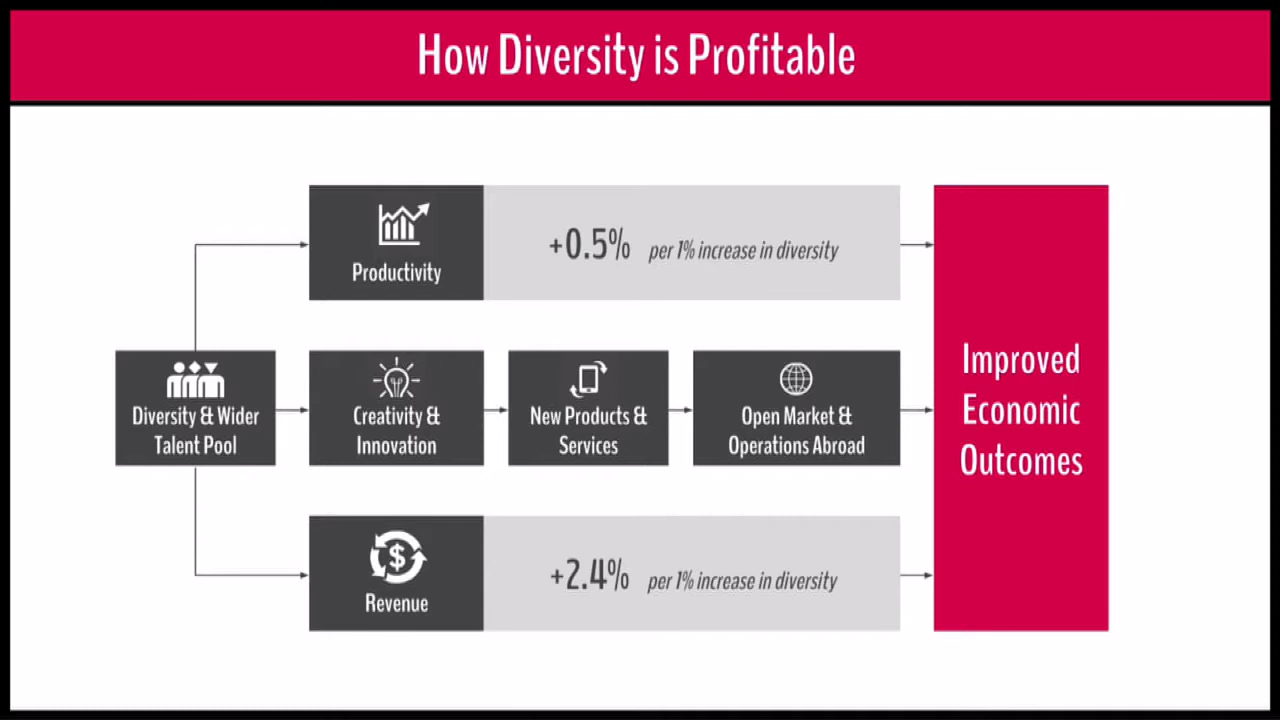 How Diversity is Profitable
Productivity
+0.5% per 1% increase in diversity
Diversity & Wider
Talent Pool
Creativity &
Innovation
New Products &
Services
Open Market &
Operations Abroad
Improved
Economic
Outcomes
$
Revenue
+2.4% per 1% increase in diversity